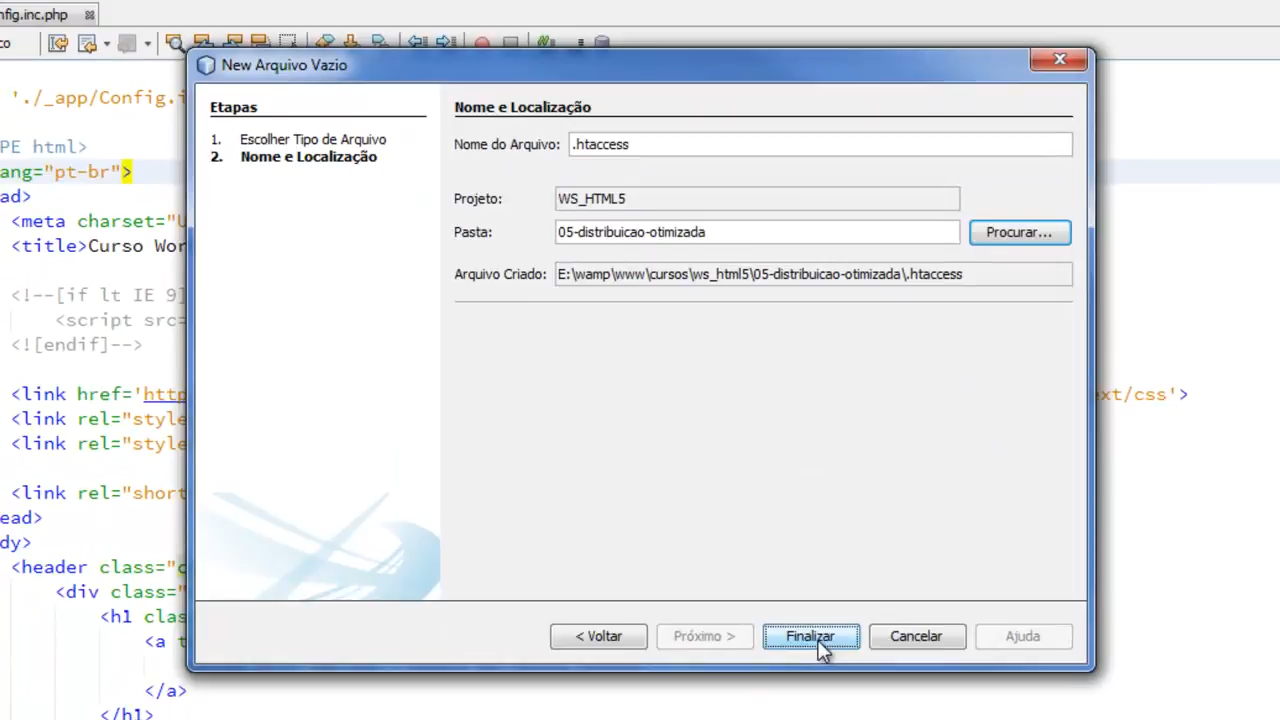 nfig.inc.php
co
New Arquivo Vazio
'./_app/Config.i
PE html>
ang="pt-br">
ad>
<meta charset="U
<title>Curso Wor
<!--[if lt IE 9]
<script src=
<![endif]-->
<link href='http
xt/css'>
<link rel="style
<link rel="style
<link rel="short
ead>
dy>
<header class="c
<div class="
<h1 clas
<a t
</a>
</h1>
Etapas
1. Escolher Tipo de Arquivo
2. Nome e Localização
Nome e Localização
Nome do Arquivo: .htaccess
Projeto: WS_HTML5
Pasta: 05-distribuicao-otimizada
Procurar...
Arquivo Criado: E:\wamp\www\cursos\ws_html5\05-distribuicao-otimizada\.htaccess
< Voltar
Próximo >
Finalizar
Cancelar
Ajuda